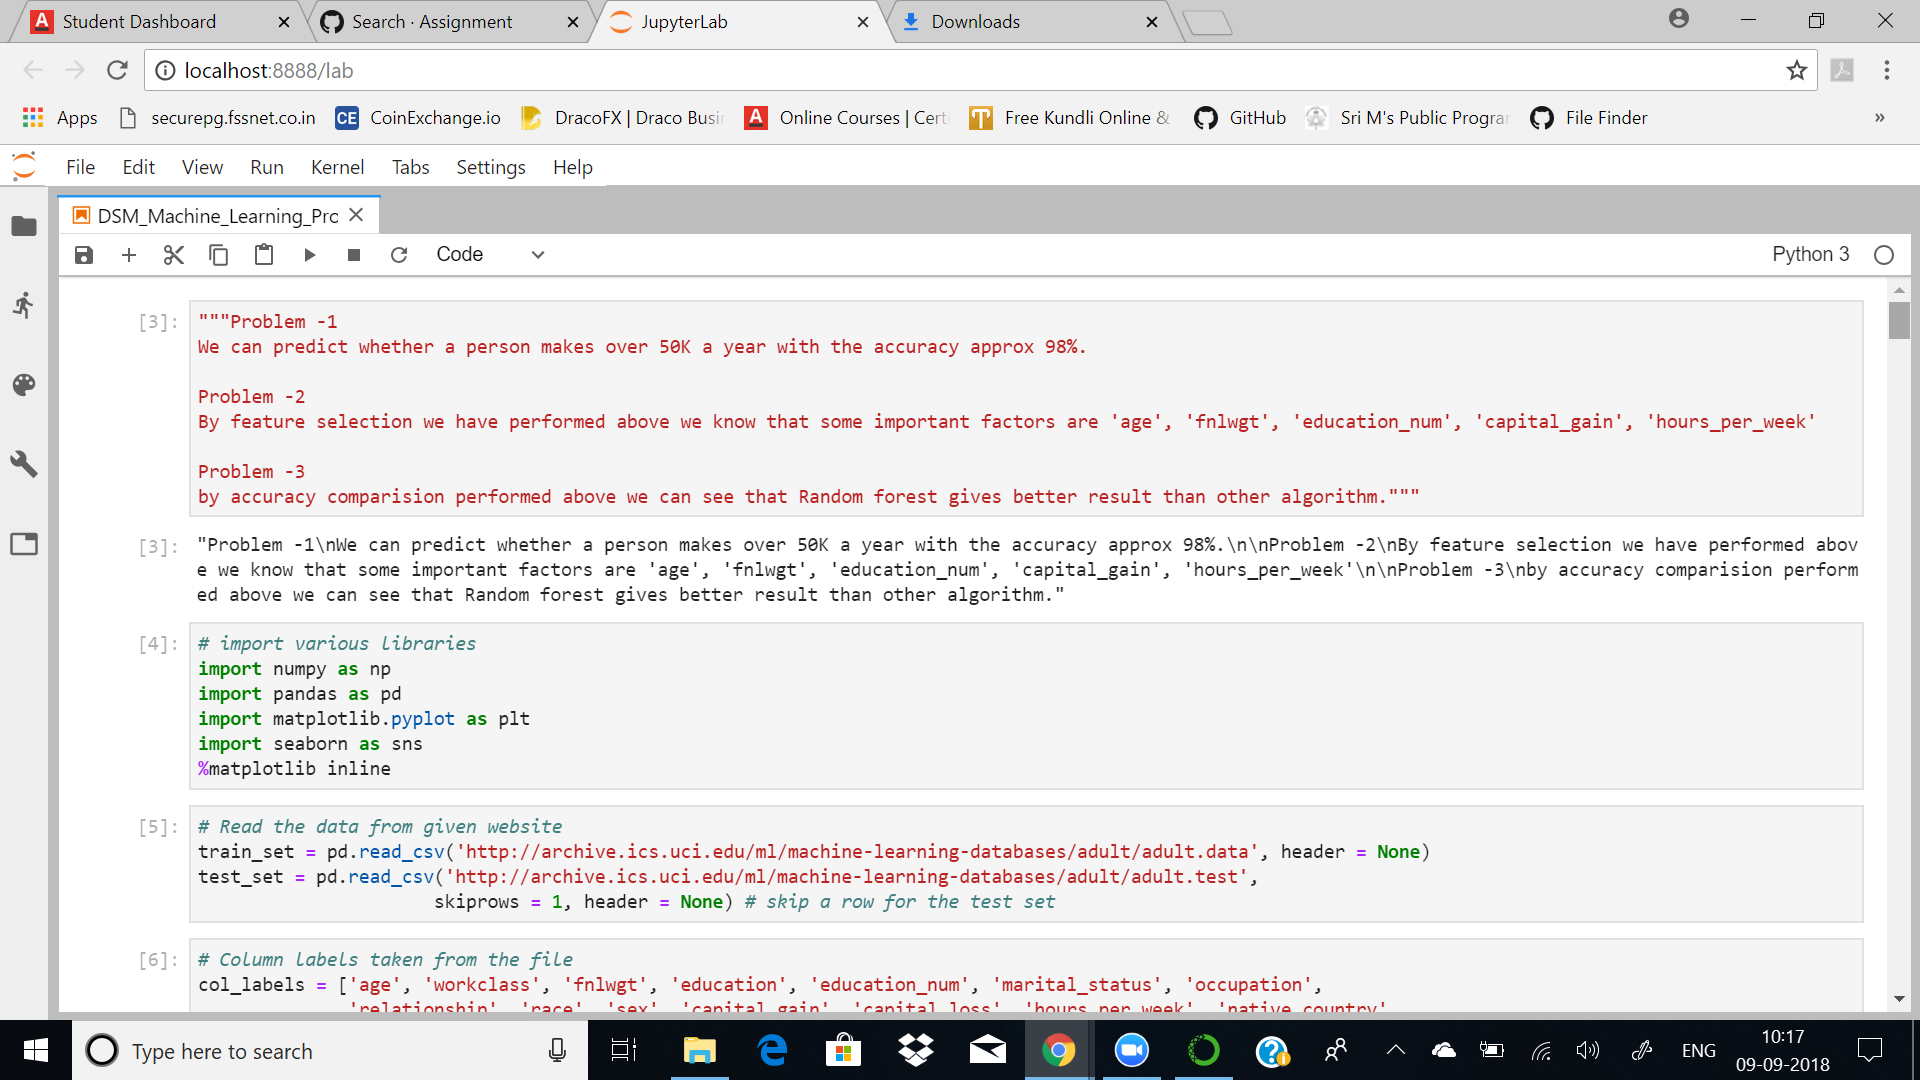 Student Dashboard
Search · Assignment
JupyterLab
Downloads
localhost:8888/lab
Apps
securepg.fssnet.co.in
CE
CoinExchange.io
DracoFX | Draco Busi
Online Courses | Cert
Free Kundli Online &
GitHub
Sri M's Public Progra
File Finder
»
File Edit View Run Kernel Tabs Settings Help
DSM_Machine_Learning_Pro
Code
Python 3
[3]:
"""Problem -1
We can predict whether a person makes over 50K a year with the accuracy approx 98%.
Problem -2
By feature selection we have performed above we know that some important factors are 'age', 'fnlwgt', 'education_num', 'capital_gain', 'hours_per_week'
Problem -3
by accuracy comparision performed above we can see that Random forest gives better result than other algorithm."""
[3]:
"Problem -1\nWe can predict whether a person makes over 50K a year with the accuracy approx 98%.\n\nProblem -2\nBy feature selection we have performed abov
e we know that some important factors are 'age', 'fnlwgt', 'education_num', 'capital_gain', 'hours_per_week'\n\nProblem -3\nby accuracy comparision perform
ed above we can see that Random forest gives better result than other algorithm."
[4]:
# import various libraries
import numpy as np
import pandas as pd
import matplotlib.pyplot as plt
import seaborn as sns
%matplotlib inline
[5]:
# Read the data from given website
train_set = pd.read_csv('http://archive.ics.uci.edu/ml/machine-learning-databases/adult/adult.data', header = None)
test_set = pd.read_csv('http://archive.ics.uci.edu/ml/machine-learning-databases/adult/adult.test',
skiprows = 1, header = None) # skip a row for the test set
[6]:
# Column labels taken from the file
col_labels = ['age', 'workclass', 'fnlwgt', 'education', 'education_num', 'marital_status', 'occupation',
'relationship', 'race', 'sex', 'capital_gain', 'capital_loss', 'hours_per_week', 'native_country'
Type here to search
ENG
10:17
09-09-2018